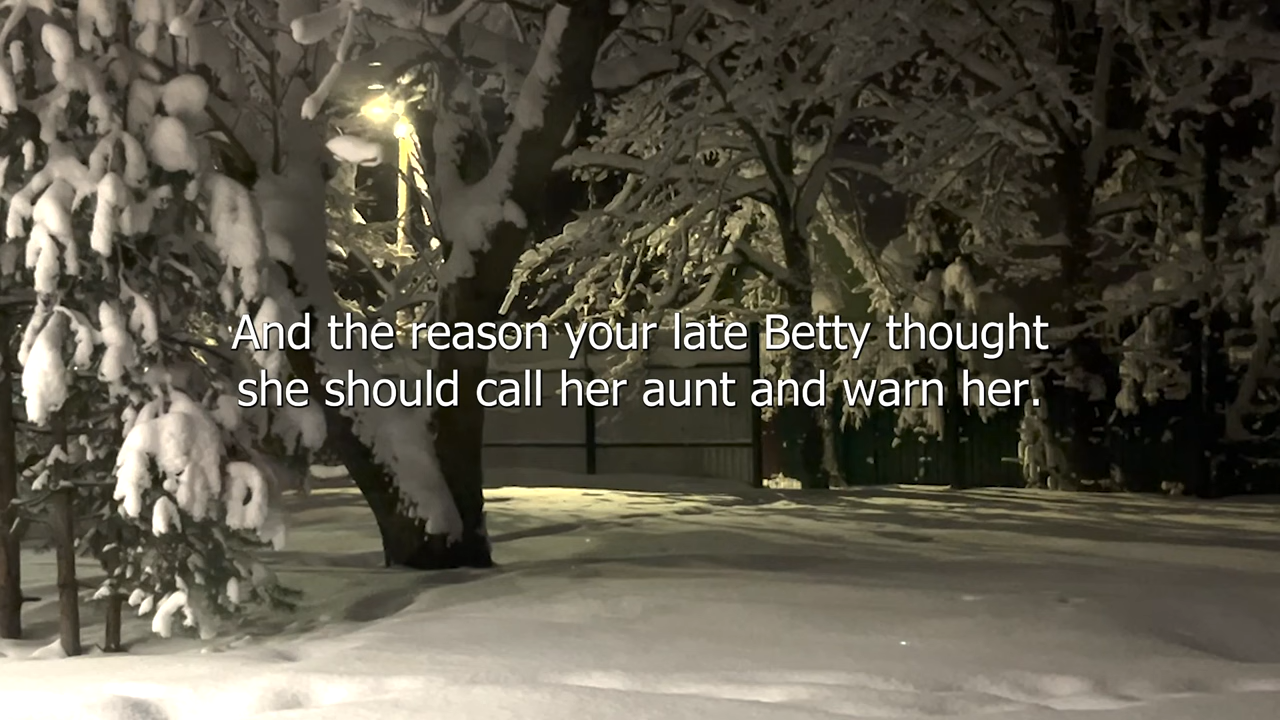 And the reason your late Betty thought
she should call her aunt and warn her.